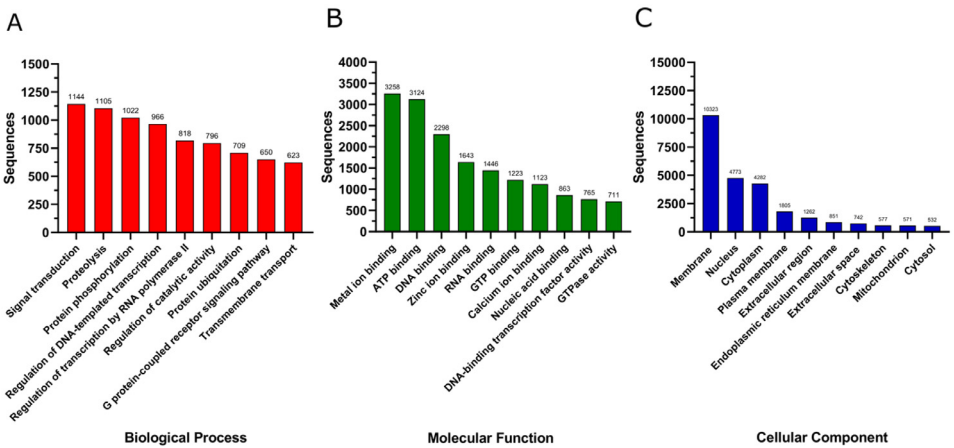 A
Sequences
1500
1250
1000
750
500
250
0
1144
1105
1022
966
818
796
709
650
623
Signal transduction
Proteolysis
Protein phosphorylation
Regulation of DNA-templated transcription
Regulation of transcription by RNA polymerase II
Regulation of catalytic activity
Protein ubiquitination
G protein-coupled receptor signaling pathway
Transmembrane transport
Biological Process
B
Sequences
4000
3500
3000
2500
2000
1500
1000
500
0
3258
3124
2298
1643
1446
1223
1123
863
765
711
Metal ion binding
ATP binding
DNA binding
Zinc ion binding
RNA binding
GTP binding
Calcium ion binding
Nucleic acid binding
DNA-binding transcription factor activity
GTPase activity
Molecular Function
C
Sequences
15000
12500
10000
7500
5000
2500
0
10323
4773
4282
1805
1262
851
742
577
571
532
Membrane
Nucleus
Cytoplasm
Plasma membrane
Extracellular region
Endoplasmic reticulum membrane
Extracellular space
Cytoskeleton
Mitochondrion
Cytosol
Cellular Component